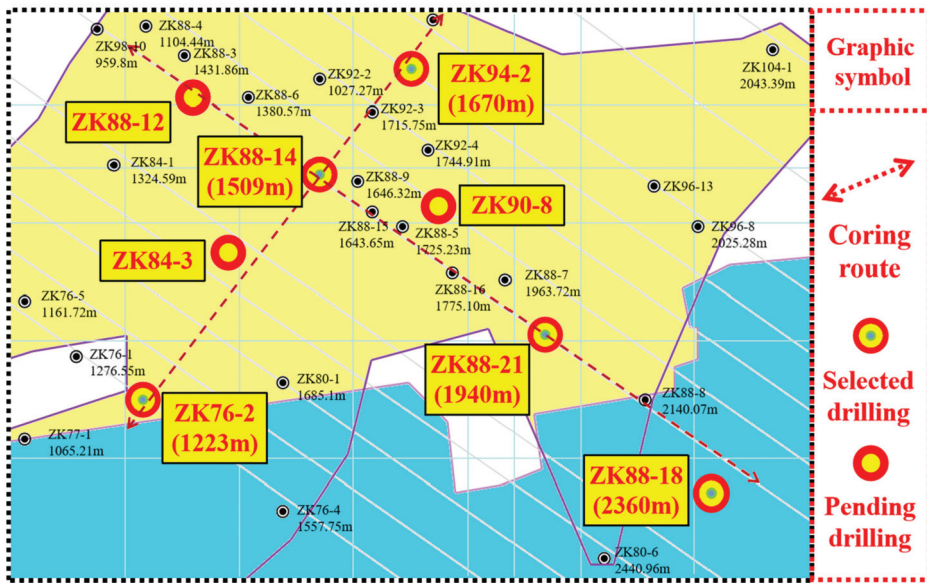 ZK88-4
1104.44m
ZK98-10
959.8m
ZK88-3
1431.86m
ZK92-2
1027.27m
ZK94-2
(1670m)
ZK104-1
2043.39m
ZK88-6
1380.57m
ZK88-12
ZK92-3
1715.75m
ZK84-1
1324.59m
ZK88-14
(1509m)
ZK92-4
1744.91m
ZK88-9
1646.32m
ZK96-13
ZK90-8
ZK88-15
1643.65m
ZK88-5
1725.23m
ZK96-8
2025.28m
ZK84-3
ZK88-16
1775.10m
ZK88-7
1963.72m
ZK76-5
1161.72m
ZK76-1
1276.55m
ZK80-1
1685.1m
ZK88-21
(1940m)
ZK88-8
2140.07m
ZK76-2
(1223m)
ZK77-1
1065.21m
ZK88-18
(2360m)
ZK76-4
1557.75m
ZK80-6
2440.96m
Graphic
symbol
Coring
route
Selected
drilling
Pending
drilling